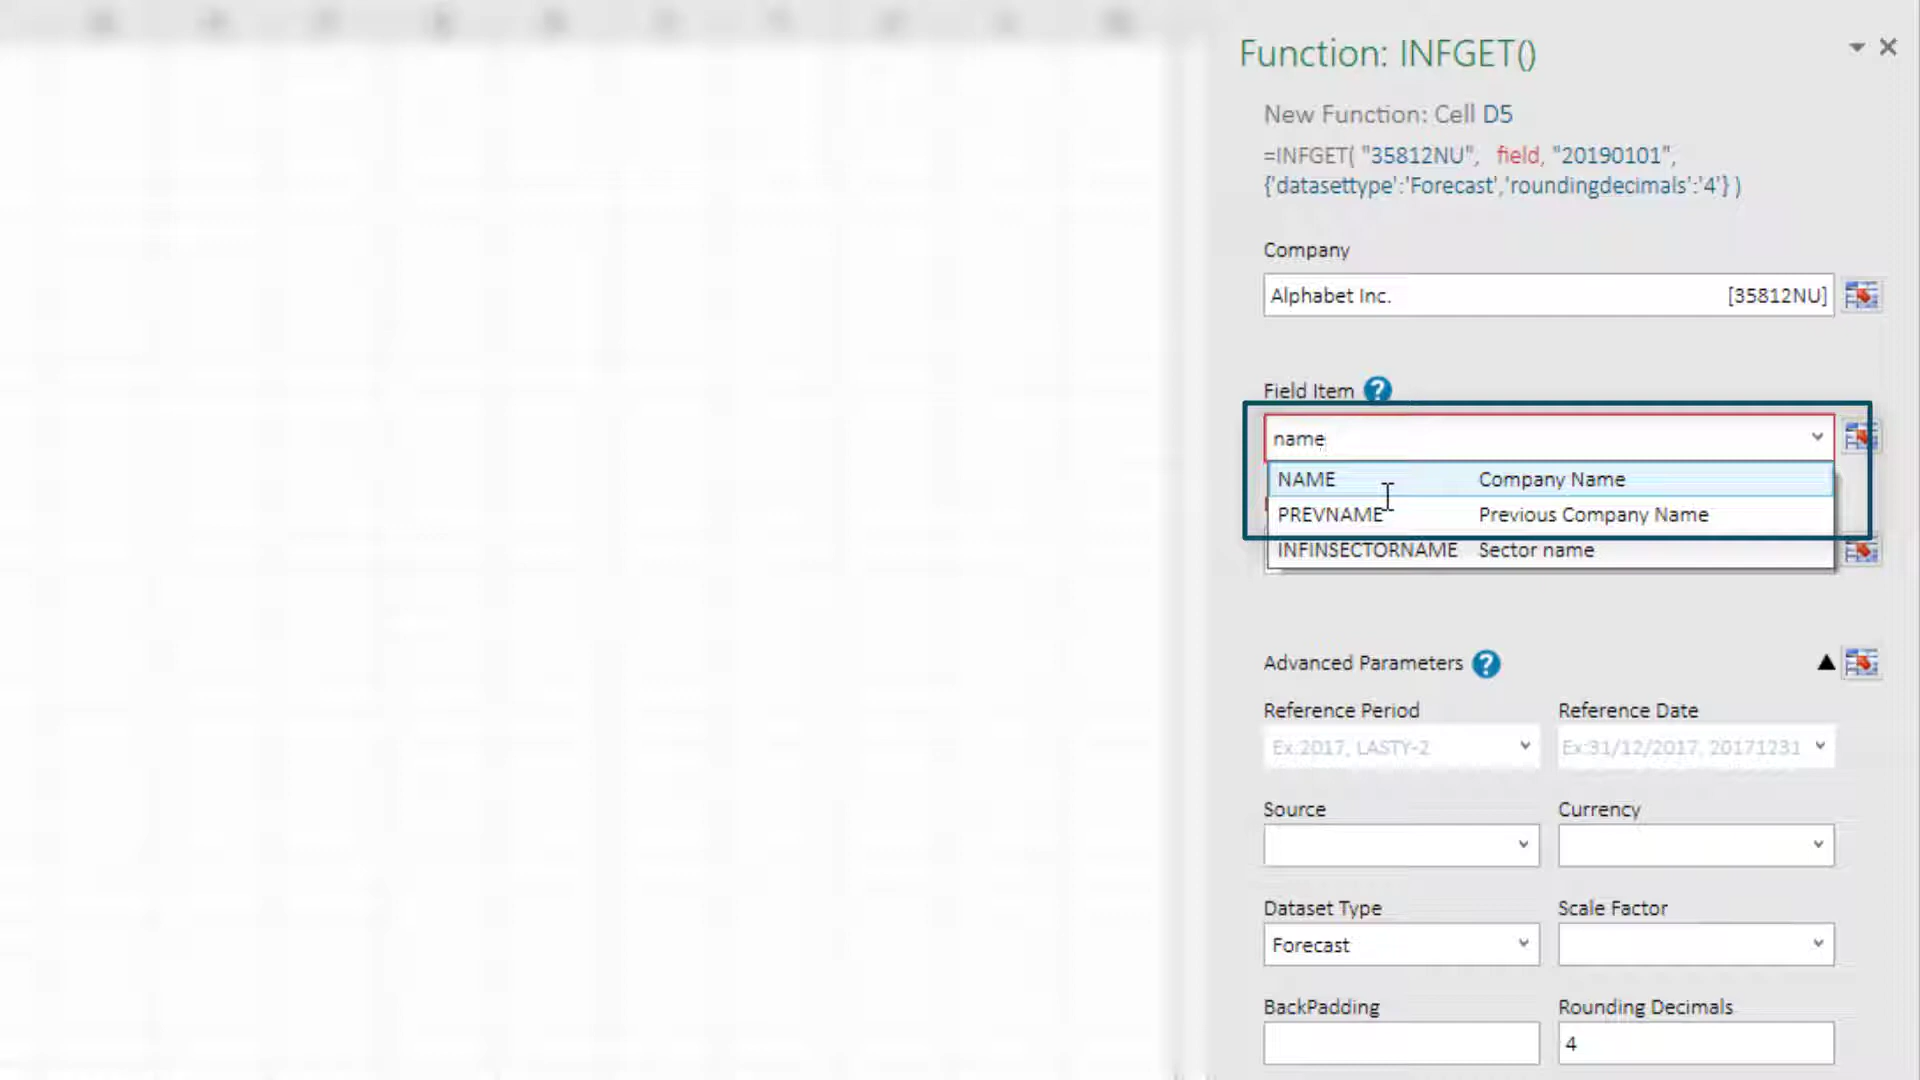 Function: INFGET()
New Function: Cell D5
=INFGET( "35812NU", field, "20190101",
{'datasettype':'Forecast','roundingdecimals':'4'} )
Company
Alphabet Inc. [35812NU]
Field Item ?
name
NAME Company Name
PREVNAME Previous Company Name
INFINSECTORNAME Sector name
Advanced Parameters ?
Reference Period Reference Date
Ex:2017, LASTY-2 Ex:31/12/2017, 20171231
Source Currency
Dataset Type Scale Factor
Forecast
BackPadding Rounding Decimals
4